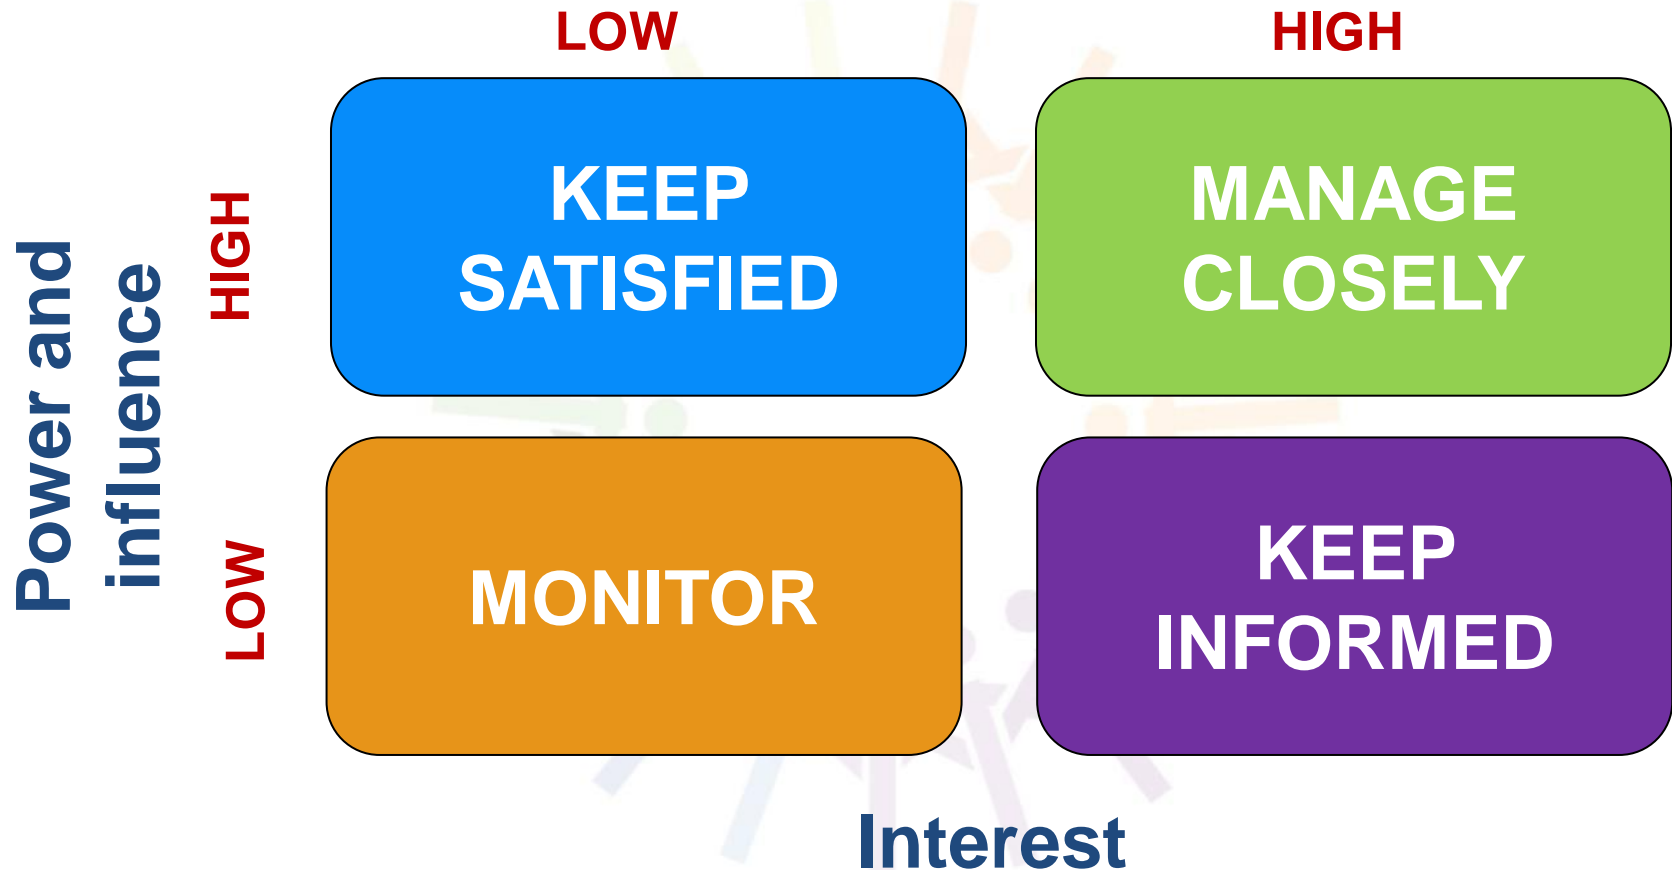 LOW
HIGH
Power and
influence
HIGH
KEEP
SATISFIED
MANAGE
CLOSELY
LOW
MONITOR
KEEP
INFORMED
Interest